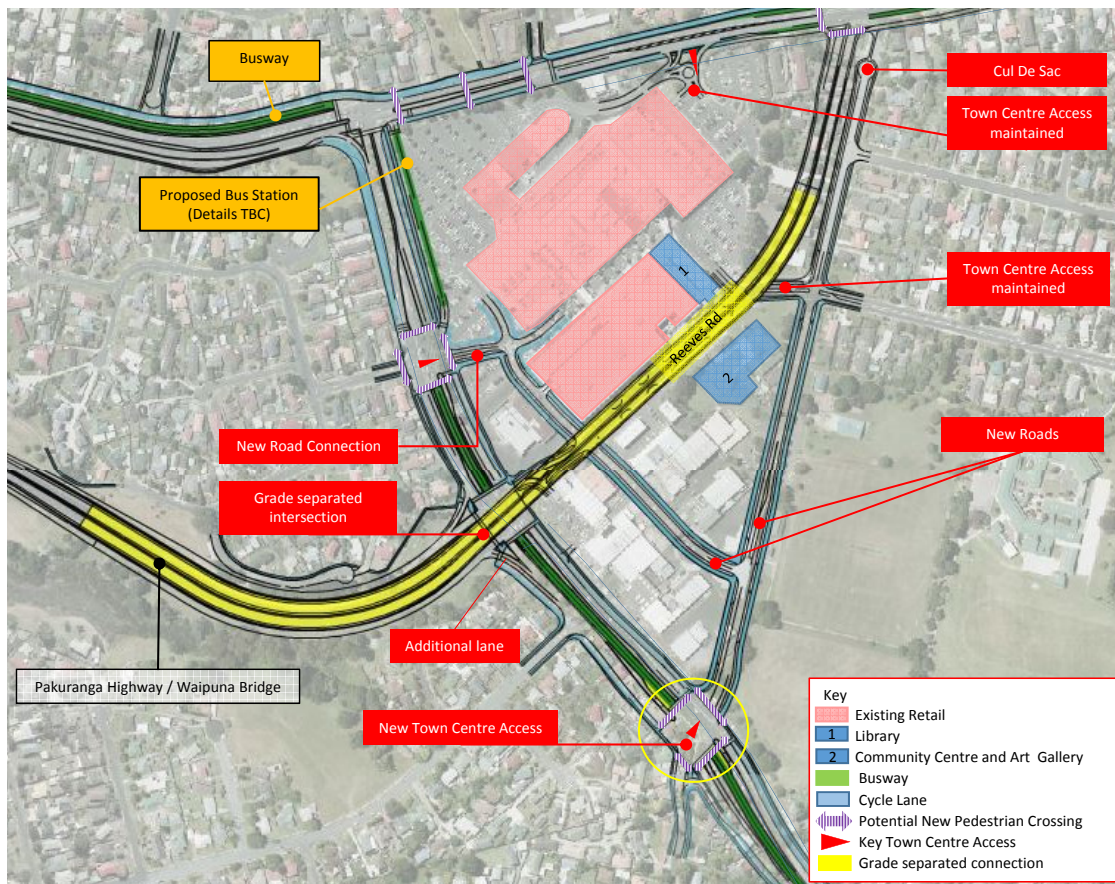 Busway
Proposed Bus Station
(Details TBC)
Cul De Sac
Town Centre Access
maintained
Town Centre Access
maintained
1
Reeves Rd
2
New Road Connection
Grade separated
intersection
New Roads
Additional lane
Pakuranga Highway / Waipuna Bridge
New Town Centre Access
Key
Existing Retail
1 Library
2 Community Centre and Art Gallery
Busway
Cycle Lane
Potential New Pedestrian Crossing
Key Town Centre Access
Grade separated connection